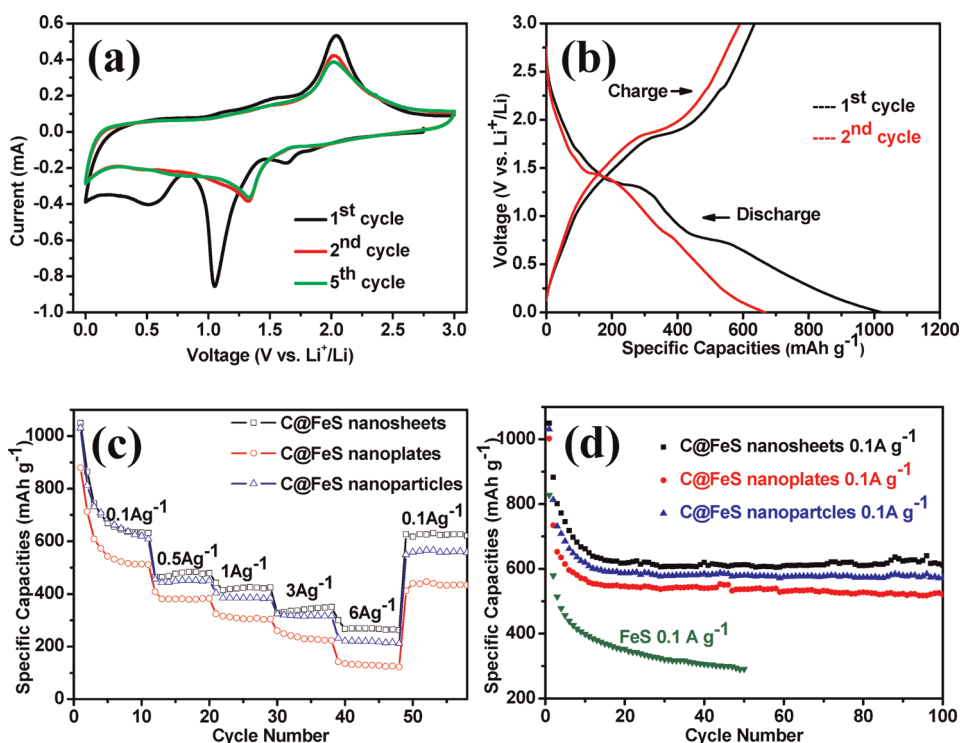 (a)
0.6
0.4
0.2
0.0
-0.2
-0.4
-0.6
-0.8
-1.0
Current (mA)
1st cycle
2nd cycle
5th cycle
0.0 0.5 1.0 1.5 2.0 2.5 3.0
Voltage (V vs. Li+/Li)
(b)
3.0
2.5
2.0
1.5
1.0
0.5
0.0
Voltage (V vs. Li+/Li)
Charge
1st cycle
2nd cycle
Discharge
0 200 400 600 800 1000 1200
Specific Capacities (mAh g-1)
(c)
1000
800
600
400
200
0
Specific Capacities (mAh g-1)
C@FeS nanosheets
C@FeS nanoplates
C@FeS nanoparticles
0.1Ag-1
0.5Ag-1
1Ag-1
3Ag-1
6Ag-1
0.1Ag-1
0 10 20 30 40 50
Cycle Number
(d)
1000
800
600
400
200
Specific Capacities (mAh g-1)
C@FeS nanosheets 0.1A g-1
C@FeS nanoplates 0.1A g-1
C@FeS nanopartcles 0.1A g-1
FeS 0.1 A g-1
0 20 40 60 80 100
Cycle Number